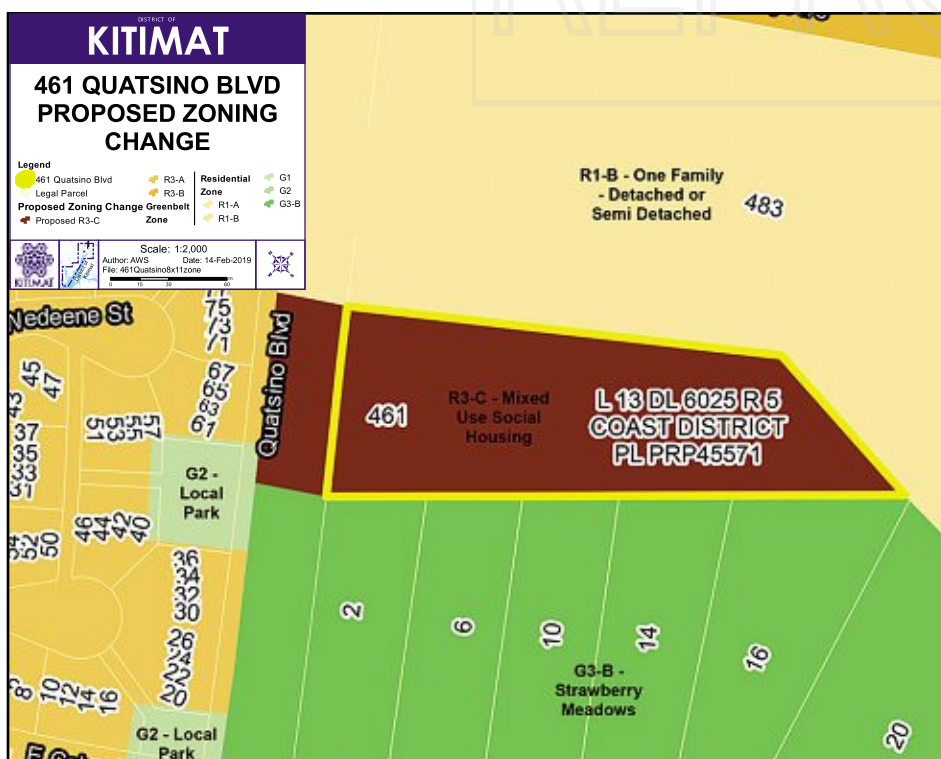 DISTRICT OF
KITIMAT
461 QUATSINO BLVD
PROPOSED ZONING
CHANGE
Legend
461 Quatsino Blvd
Legal Parcel
Proposed Zoning Change
Proposed R3-C
R3-A
R3-B
Greenbelt
Zone
Residential
Zone
R1-A
R1-B
G1
G2
G3-B
KITIMAT
Scale: 1:2,000
Author: AWS Date: 14-Feb-2019
File: 461Quatsino8x11zone
0 15 30 60
m
R1-B - One Family
- Detached or
Semi Detached
483
Nedeene St
75
73
71
67
65
63
61
45
47
43
51
53
55
57
37
35
33
31
Quatsino Blvd
461
R3-C - Mixed
Use Social
Housing
L 13 DL 6025 R 5
COAST DISTRICT
PL PRP45571
G2 -
Local
Park
46
44
42
40
52
50
36
34
32
30
26
24
22
20
8
10
12
14
16
2
6
10
14
16
20
G3-B -
Strawberry
Meadows
G2 - Local
Park